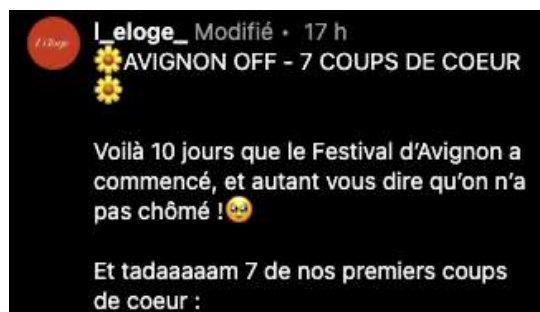 l_eloge_ Modifié • 17 h
🌼AVIGNON OFF - 7 COUPS DE COEUR
🌼
Voilà 10 jours que le Festival d’Avignon a
commencé, et autant vous dire qu’on n’a
pas chômé !🥹
Et tadaaaaam 7 de nos premiers coups
de coeur :